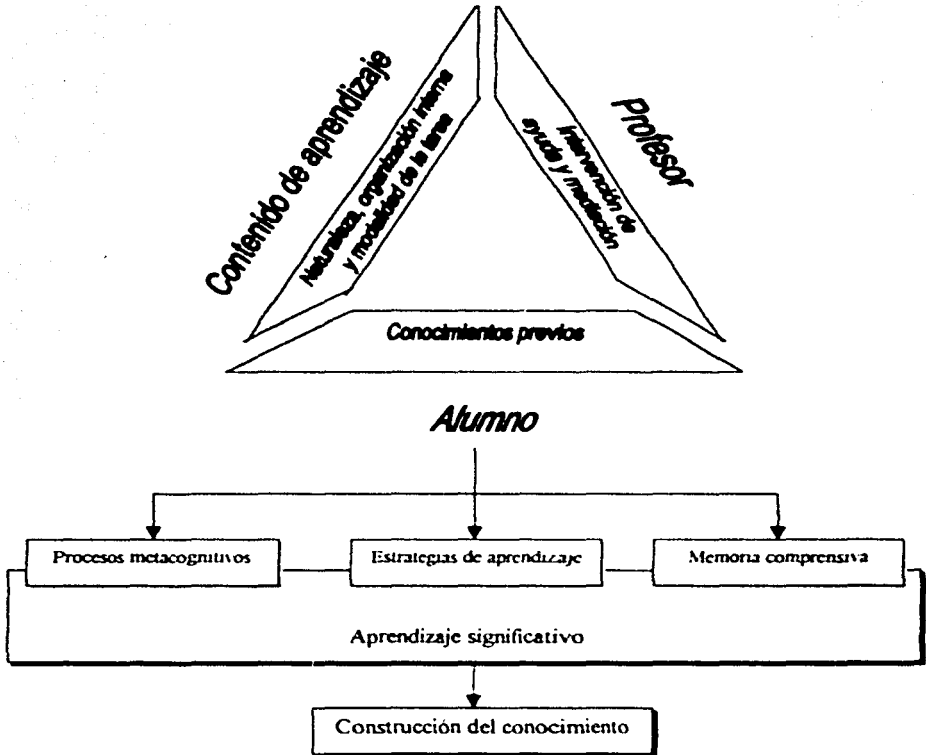 Contenido de aprendizaje
Naturaleza, organización interna
y modalidad de la tarea
Profesor
Intervención de
ayuda y mediación
Conocimientos previos
Alumno
Procesos metacognitivos
Estrategias de aprendizaje
Memoria comprensiva
Aprendizaje significativo
Construcción del conocimiento